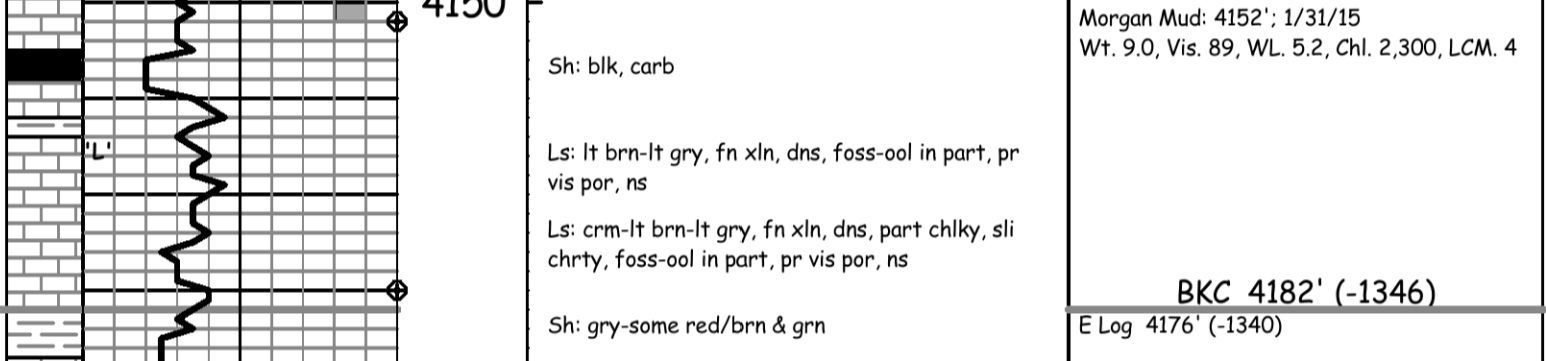 4150
Morgan Mud: 4152'; 1/31/15
Wt. 9.0, Vis. 89, WL. 5.2, Chl. 2,300, LCM. 4
Sh: blk, carb
'L'
Ls: lt brn-lt gry, fn xln, dns, foss-ool in part, pr
vis por, ns
Ls: crm-lt brn-lt gry, fn xln, dns, part chlky, sli
chrty, foss-ool in part, pr vis por, ns
BKC 4182' (-1346)
Sh: gry-some red/brn & grn
E Log 4176' (-1340)